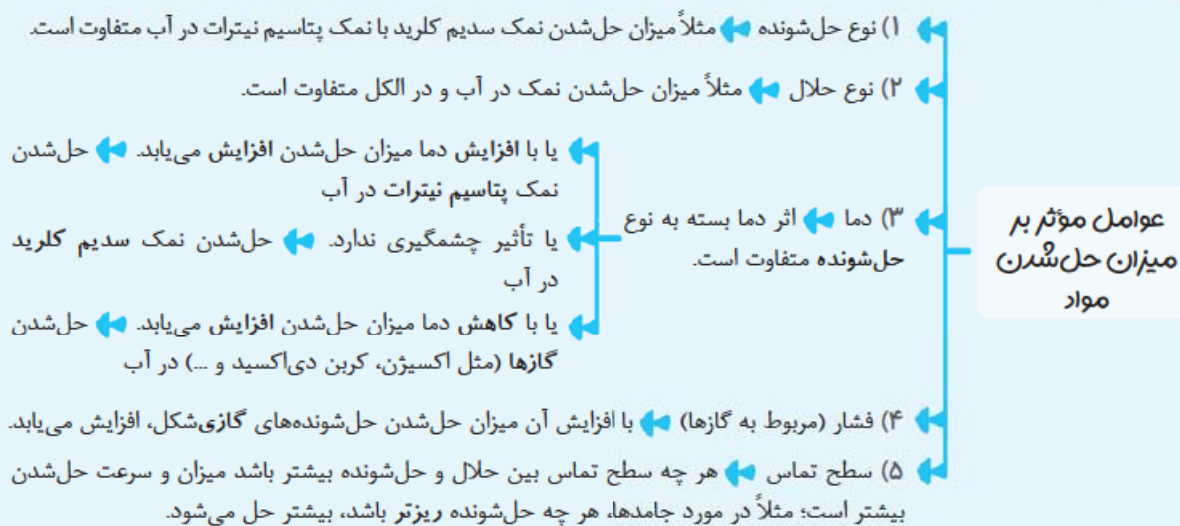 عوامل مؤثر بر
میزان حل‌شدن
مواد
۱) نوع حل‌شونده مثلاً میزان حل‌شدن نمک سدیم کلرید با نمک پتاسیم نیترات در آب متفاوت است.
۲) نوع حلال مثلاً میزان حل‌شدن نمک در آب و در الکل متفاوت است.
۳) دما اثر دما بسته به نوع
حل‌شونده متفاوت است.
یا با افزایش دما میزان حل‌شدن افزایش می‌یابد. حل‌شدن
نمک پتاسیم نیترات در آب
یا تأثیر چشمگیری ندارد. حل‌شدن نمک سدیم کلرید
در آب
یا با کاهش دما میزان حل‌شدن افزایش می‌یابد. حل‌شدن
گازها (مثل اکسیژن، کربن دی‌اکسید و ...) در آب
۴) فشار (مربوط به گازها) با افزایش آن میزان حل‌شدن حل‌شونده‌های گازی‌شکل، افزایش می‌یابد.
۵) سطح تماس هر چه سطح تماس بین حلال و حل‌شونده بیشتر باشد میزان و سرعت حل‌شدن
بیشتر است؛ مثلاً در مورد جامدها، هر چه حل‌شونده ریزتر باشد، بیشتر حل می‌شود.